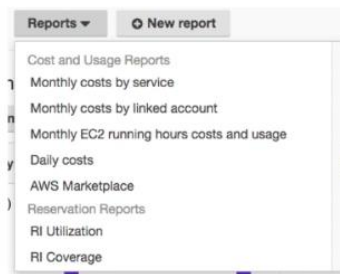 Reports
New report
Cost and Usage Reports
Monthly costs by service
Monthly costs by linked account
Monthly EC2 running hours costs and usage
Daily costs
AWS Marketplace
Reservation Reports
RI Utilization
RI Coverage